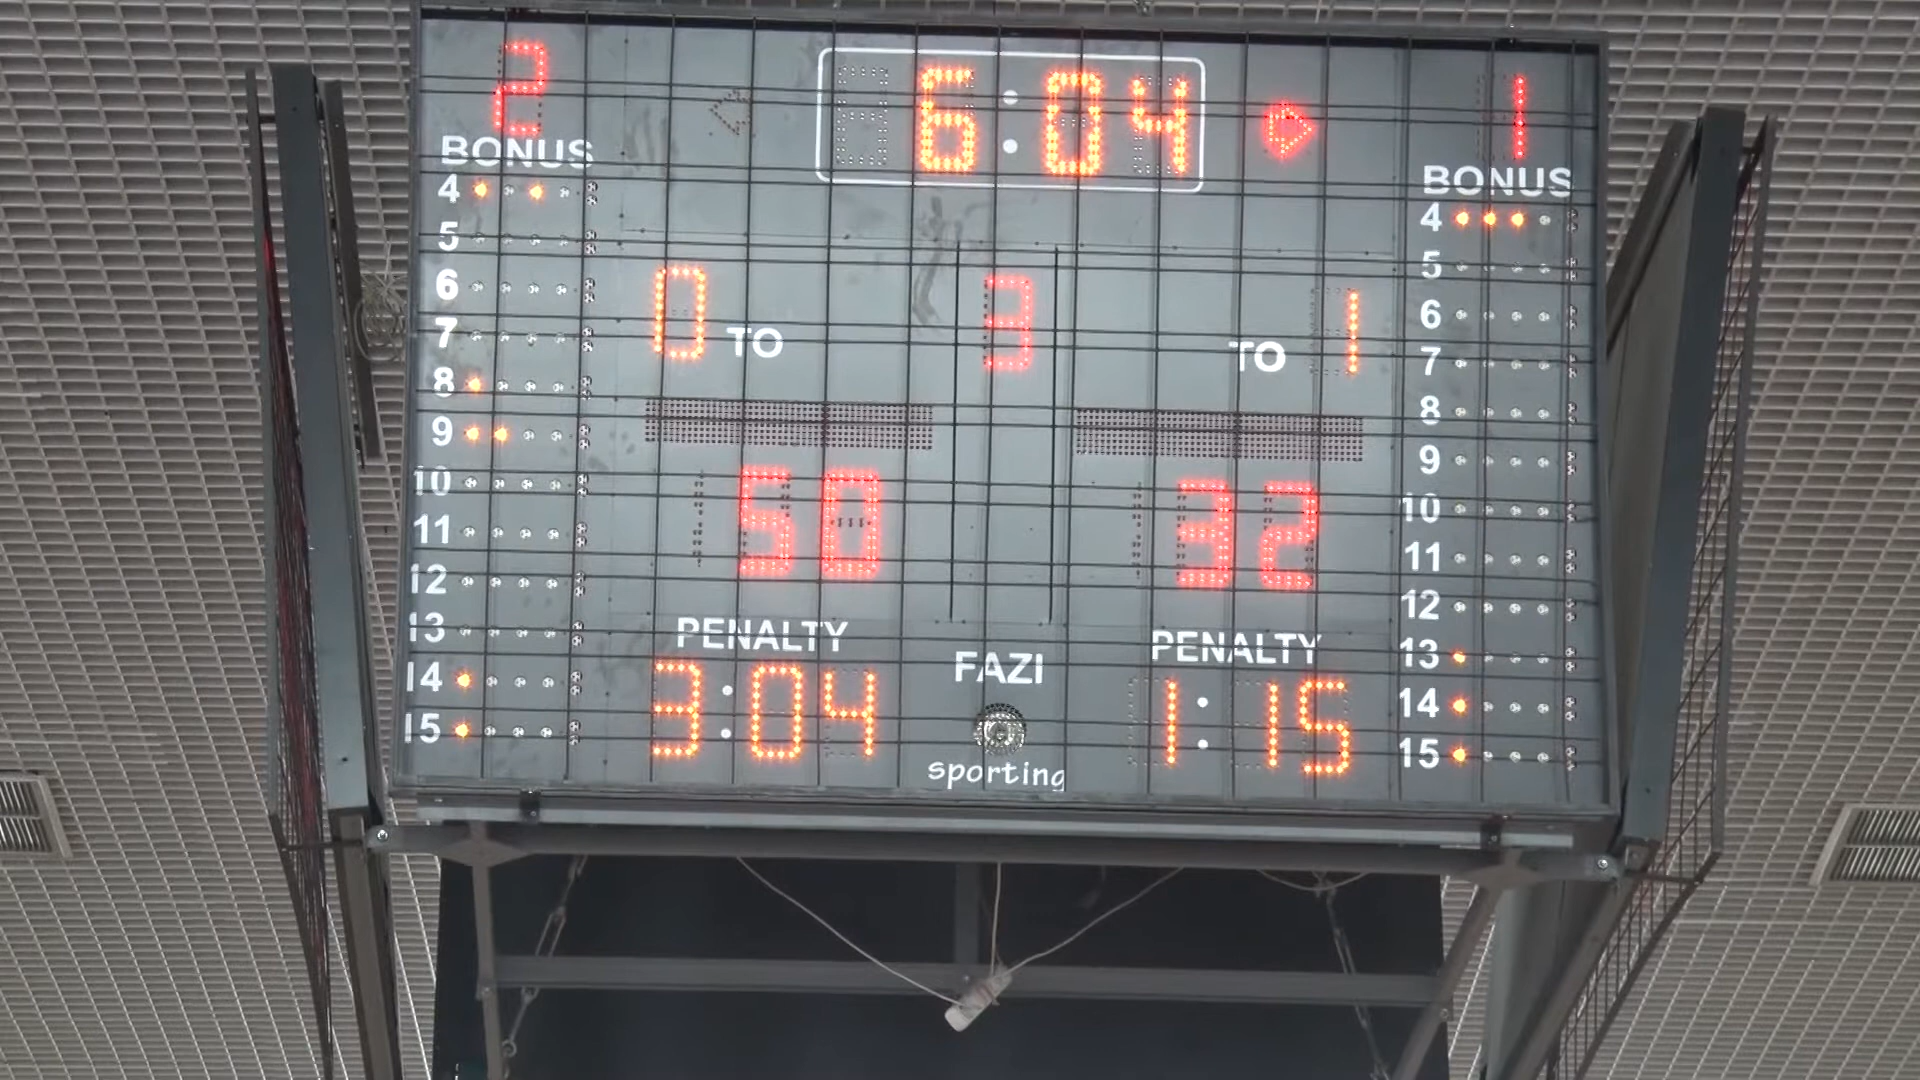 2 6:04 1
BONUS BONUS
4 4
5 5
6 0 TO 3 TO 1 6
7 7
8 8
9 9
10 50 32 10
11 11
12 12
13 PENALTY PENALTY 13
14 3:04 FAZI 1:15 14
15 sporting 15